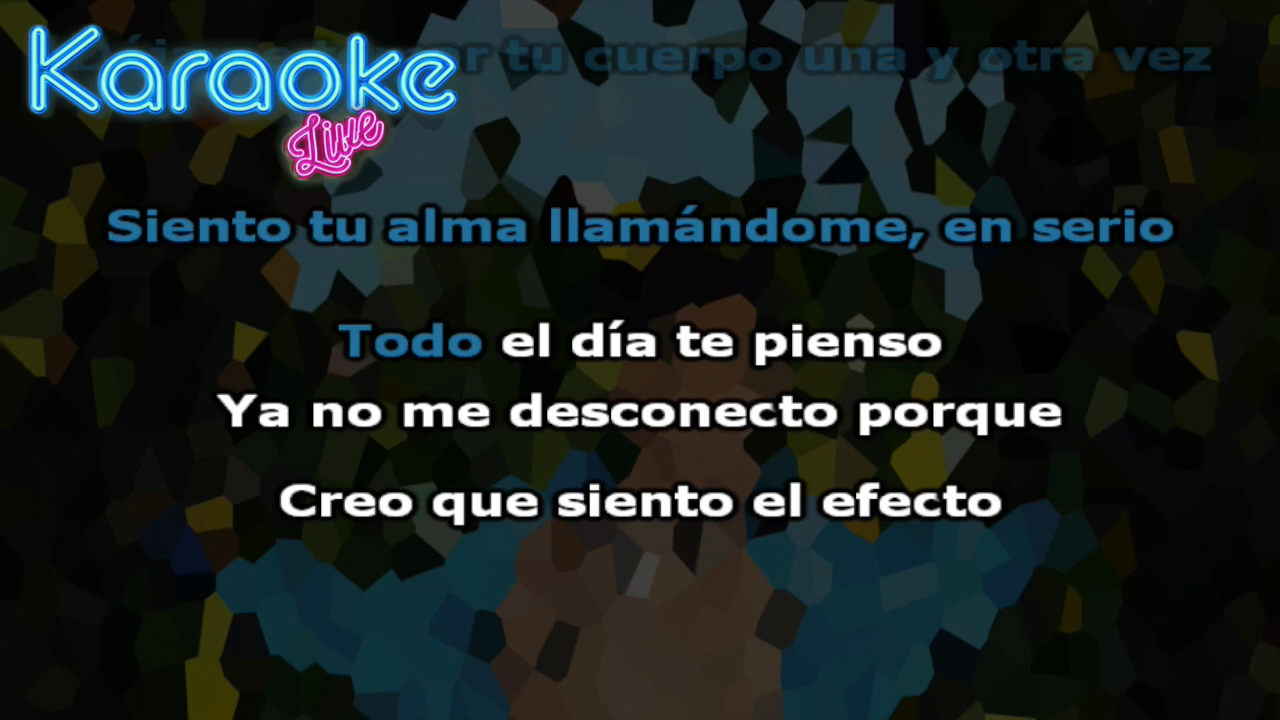 Karaoke
Live
tu cuerpo una y otra vez
Siento tu alma llamándome, en serio
Todo el día te pienso
Ya no me desconecto porque
Creo que siento el efecto